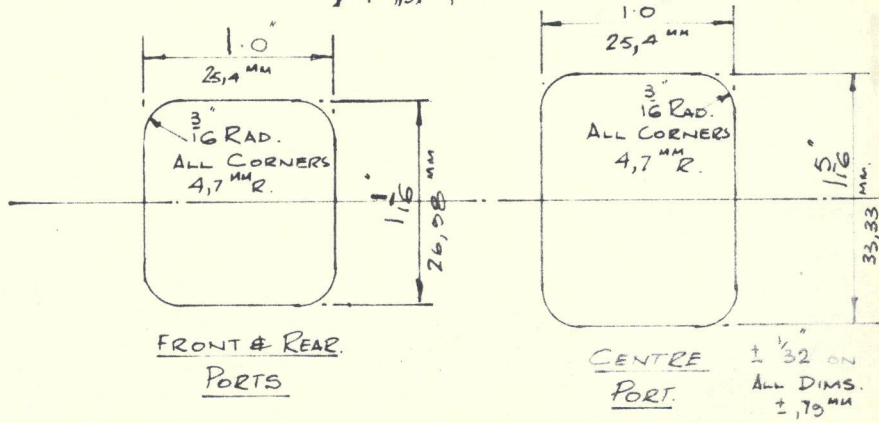 1.0"
25,4 MM
3/16" RAD.
ALL CORNERS
4,7 MM R.
1 1/16"
26,98 MM
FRONT & REAR
PORTS
1.0
25,4 MM
3/16" RAD.
ALL CORNERS
4,7 MM R.
1 5/16"
33,33 MM.
CENTRE
PORT.
± 1/32" ON
ALL DIMS.
± ,79 MM